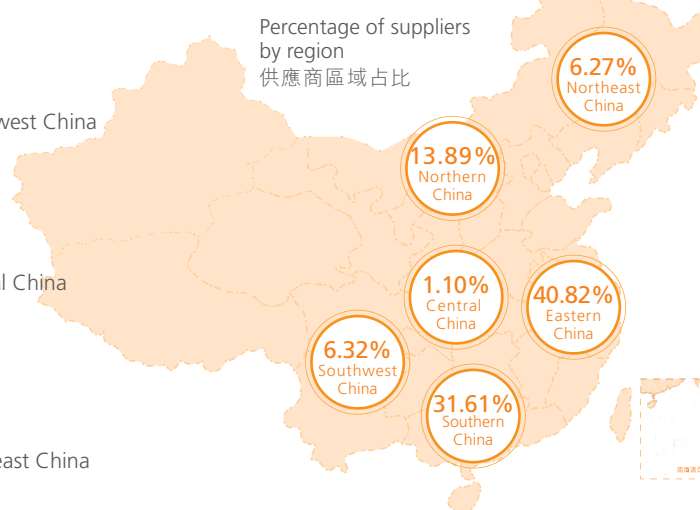 Percentage of suppliers
by region
供應商區域占比
6.27%
Northeast
China
west China
13.89%
Northern
China
l China
1.10%
Central
China
40.82%
Eastern
China
6.32%
Southwest
China
31.61%
Southern
China
east China